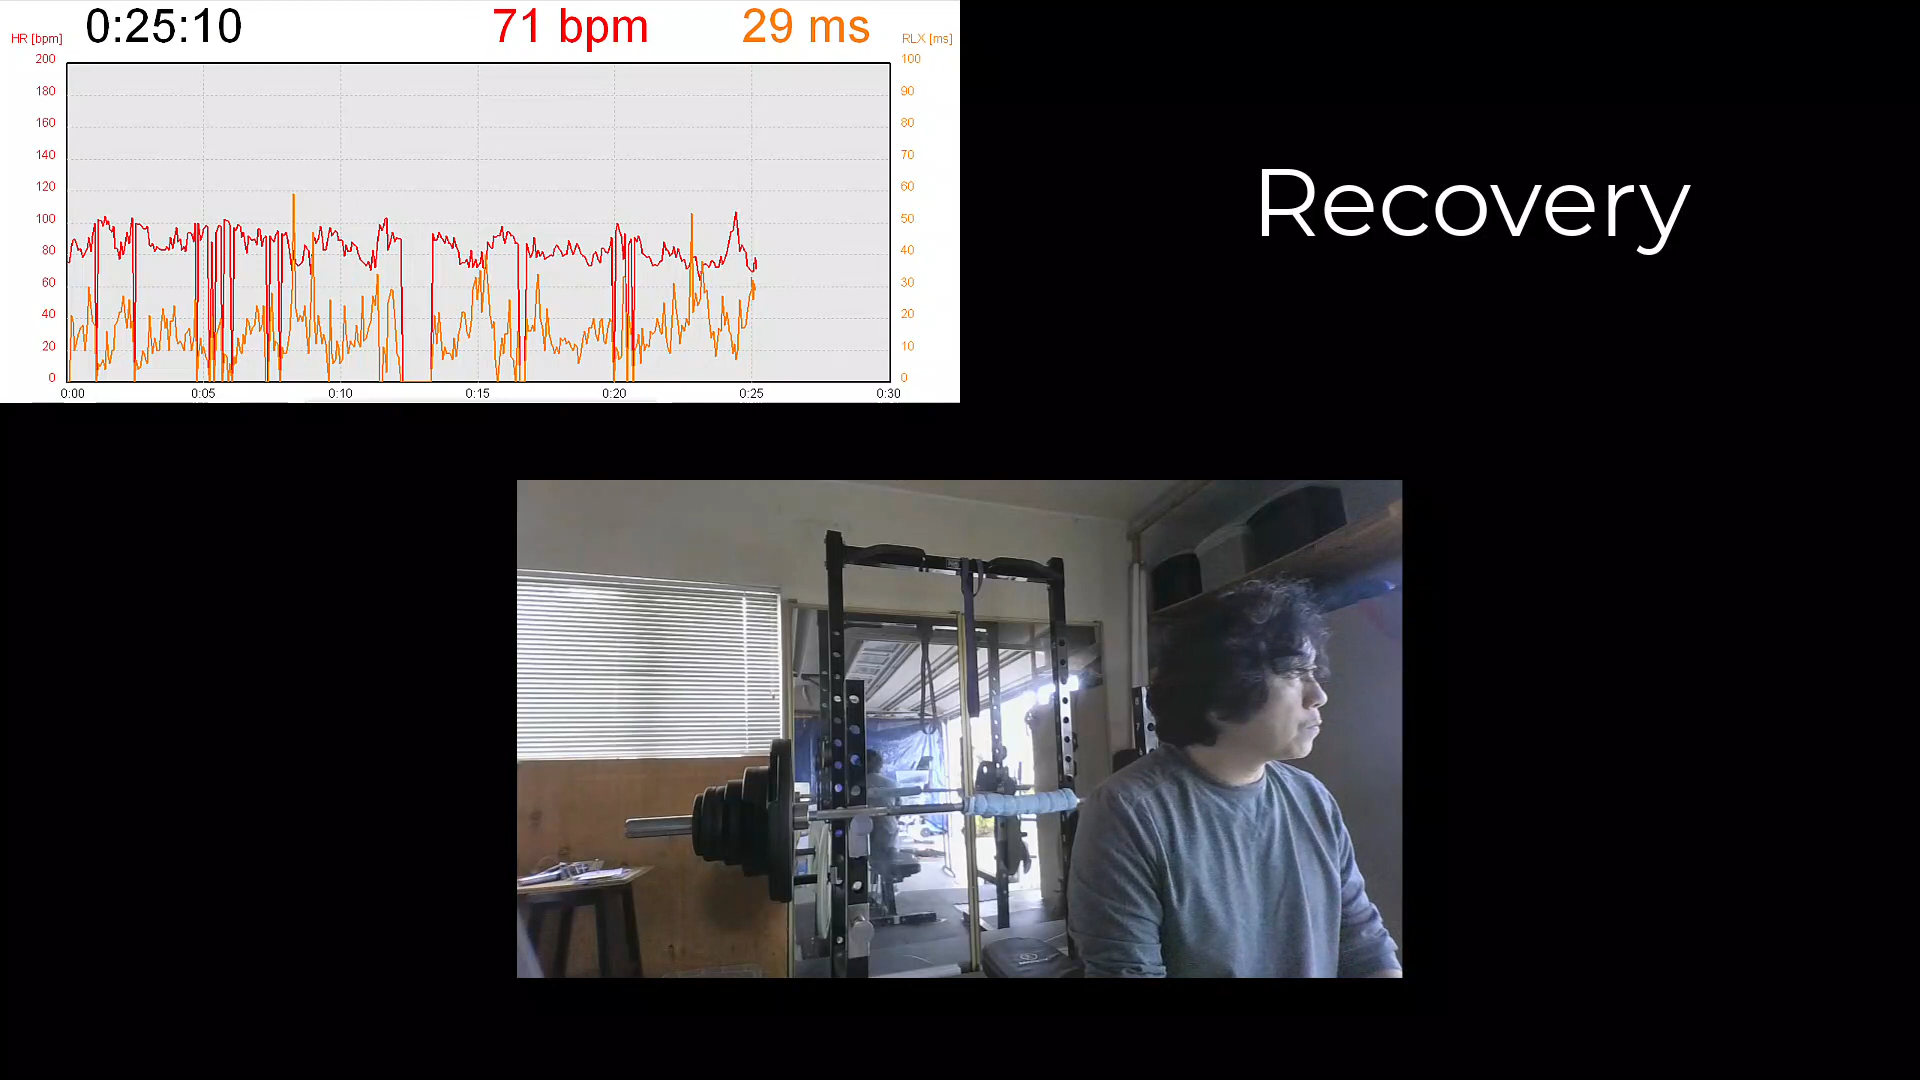 0:25:10 71 bpm 29 ms
HR [bpm] RLX [ms]
200 100
180 90
160 80
140 70
120 60
100 50
80 40
60 30
40 20
20 10
0 0
0:00 0:05 0:10 0:15 0:20 0:25 0:30
Recovery